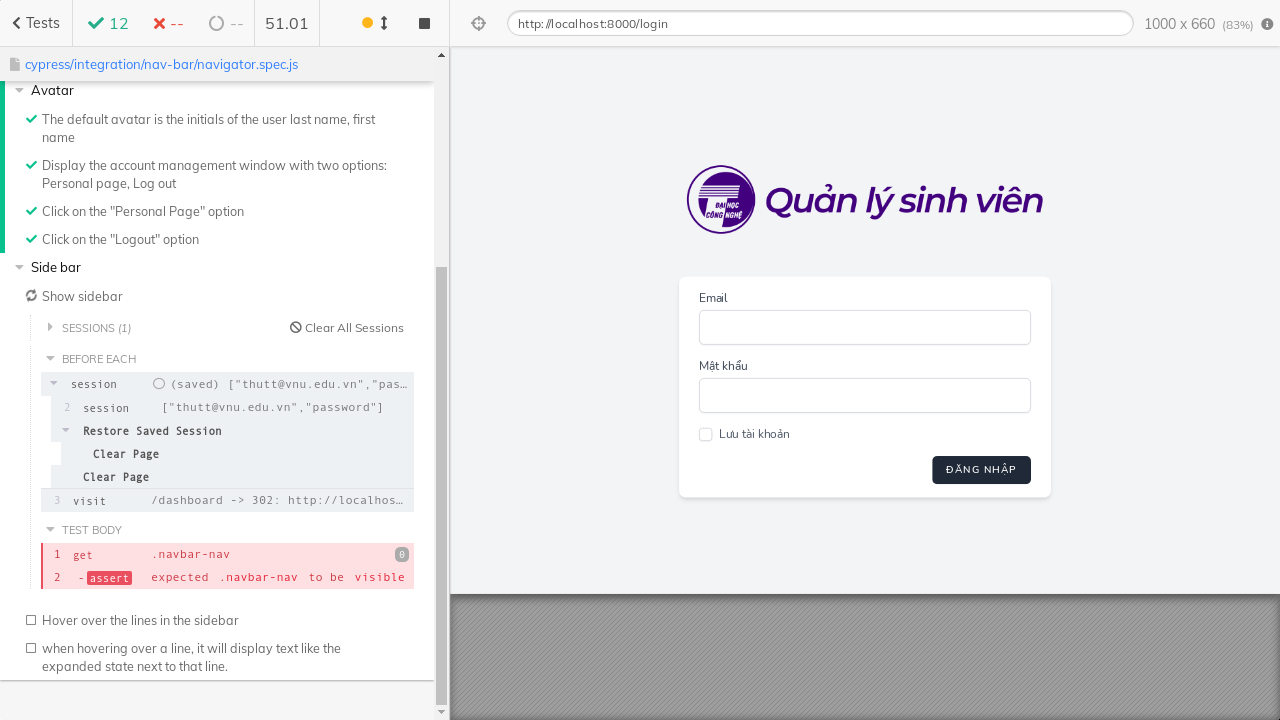 Tests
12
--
--
51.01
http://localhost:8000/login
1000 x 660 (83%)
cypress/integration/nav-bar/navigator.spec.js
Avatar
The default avatar is the initials of the user last name, first
name
Display the account management window with two options:
Personal page, Log out
Click on the "Personal Page" option
Click on the "Logout" option
Side bar
Show sidebar
SESSIONS (1)
Clear All Sessions
BEFORE EACH
session (saved) ["thutt@vnu.edu.vn","pas…
2 session ["thutt@vnu.edu.vn","password"]
Restore Saved Session
Clear Page
Clear Page
3 visit /dashboard -> 302: http://localhos…
TEST BODY
1 get .navbar-nav 0
2 -assert expected .navbar-nav to be visible
Hover over the lines in the sidebar
when hovering over a line, it will display text like the
expanded state next to that line.
ĐẠI HỌC
CÔNG NGHỆ
Quản lý sinh viên
Email
Mật khẩu
Lưu tài khoản
ĐĂNG NHẬP